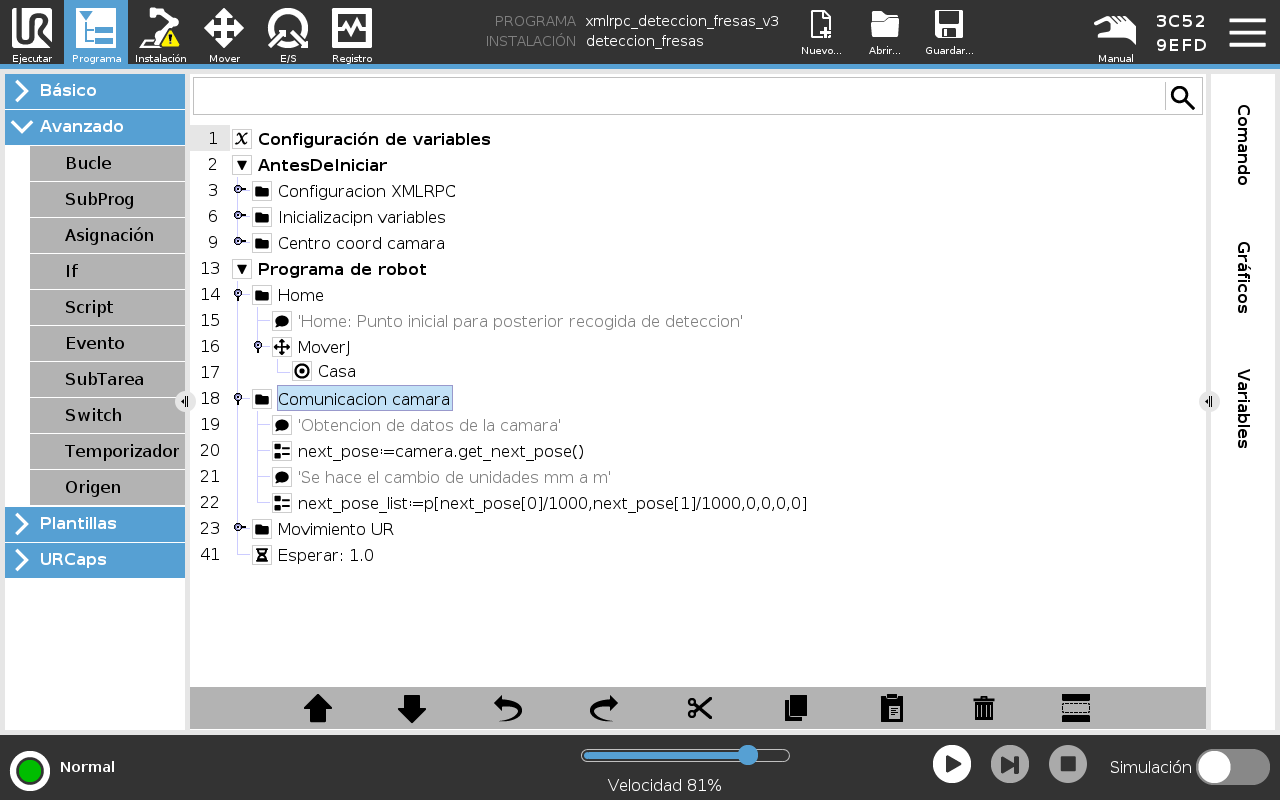 UR
Ejecutar
Programa
Instalación
Mover
E/S
Registro
PROGRAMA xmlrpc_deteccion_fresas_v3
INSTALACIÓN deteccion_fresas
Nuevo...
Abrir...
Guardar...
Manual
3C52
9EFD
Básico
Avanzado
Bucle
SubProg
Asignación
If
Script
Evento
SubTarea
Switch
Temporizador
Origen
Plantillas
URCaps
1 X Configuración de variables
2 AntesDeIniciar
3 Configuracion XMLRPC
6 Inicializacipn variables
9 Centro coord camara
13 Programa de robot
14 Home
15 'Home: Punto inicial para posterior recogida de deteccion'
16 MoverJ
17 Casa
18 Comunicacion camara
19 'Obtencion de datos de la camara'
20 next_pose≔camera.get_next_pose()
21 'Se hace el cambio de unidades mm a m'
22 next_pose_list≔p[next_pose[0]/1000,next_pose[1]/1000,0,0,0,0]
23 Movimiento UR
41 Esperar: 1.0
Comando
Gráficos
Variables
Normal
Velocidad 81%
Simulación